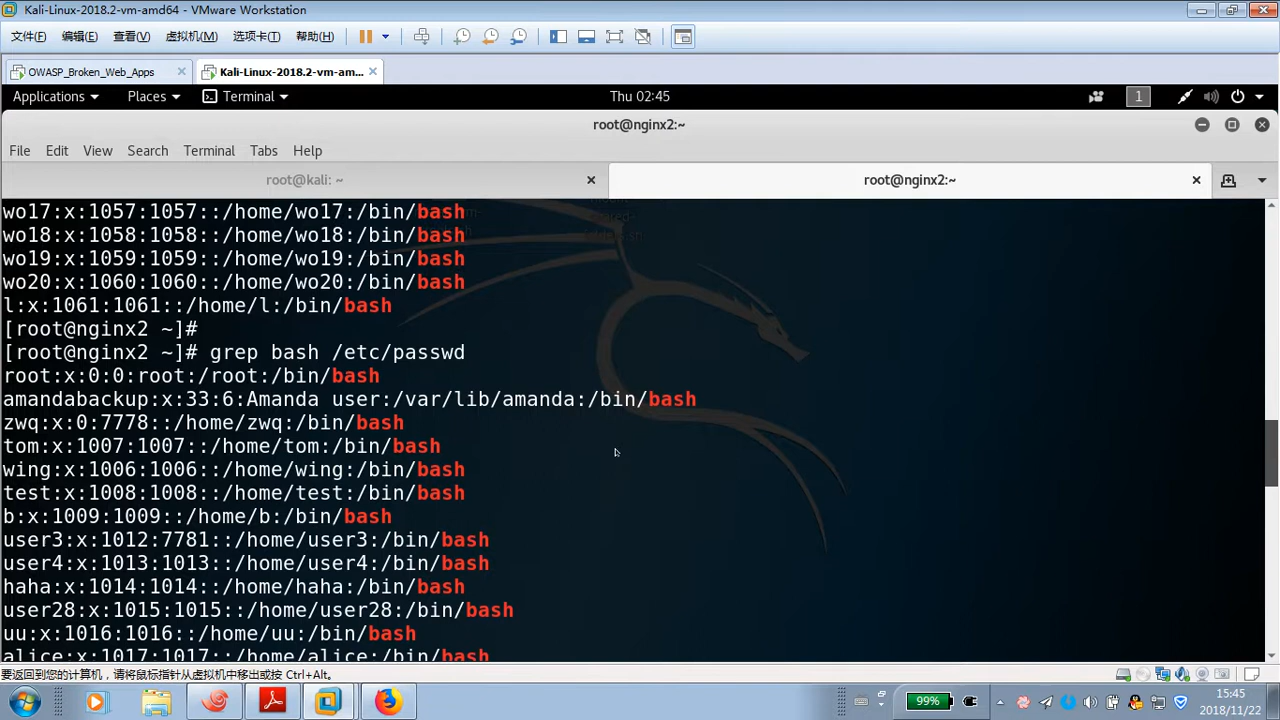 Kali-Linux-2018.2-vm-amd64 - VMware Workstation
文件(F) 编辑(E) 查看(V) 虚拟机(M) 选项卡(T) 帮助(H)
OWASP_Broken_Web_Apps Kali-Linux-2018.2-vm-am...
Applications Places Terminal Thu 02:45 1
root@nginx2:~
File Edit View Search Terminal Tabs Help
root@kali: ~ root@nginx2:~
wo17:x:1057:1057::/home/wo17:/bin/bash
wo18:x:1058:1058::/home/wo18:/bin/bash
wo19:x:1059:1059::/home/wo19:/bin/bash
wo20:x:1060:1060::/home/wo20:/bin/bash
l:x:1061:1061::/home/l:/bin/bash
[root@nginx2 ~]#
[root@nginx2 ~]# grep bash /etc/passwd
root:x:0:0:root:/root:/bin/bash
amandabackup:x:33:6:Amanda user:/var/lib/amanda:/bin/bash
zwq:x:0:7778::/home/zwq:/bin/bash
tom:x:1007:1007::/home/tom:/bin/bash
wing:x:1006:1006::/home/wing:/bin/bash
test:x:1008:1008::/home/test:/bin/bash
b:x:1009:1009::/home/b:/bin/bash
user3:x:1012:7781::/home/user3:/bin/bash
user4:x:1013:1013::/home/user4:/bin/bash
haha:x:1014:1014::/home/haha:/bin/bash
user28:x:1015:1015::/home/user28:/bin/bash
uu:x:1016:1016::/home/uu:/bin/bash
alice:x:1017:1017::/home/alice:/bin/bash
要返回到您的计算机，请将鼠标指针从虚拟机中移出或按 Ctrl+Alt。
99% 15:45
2018/11/22